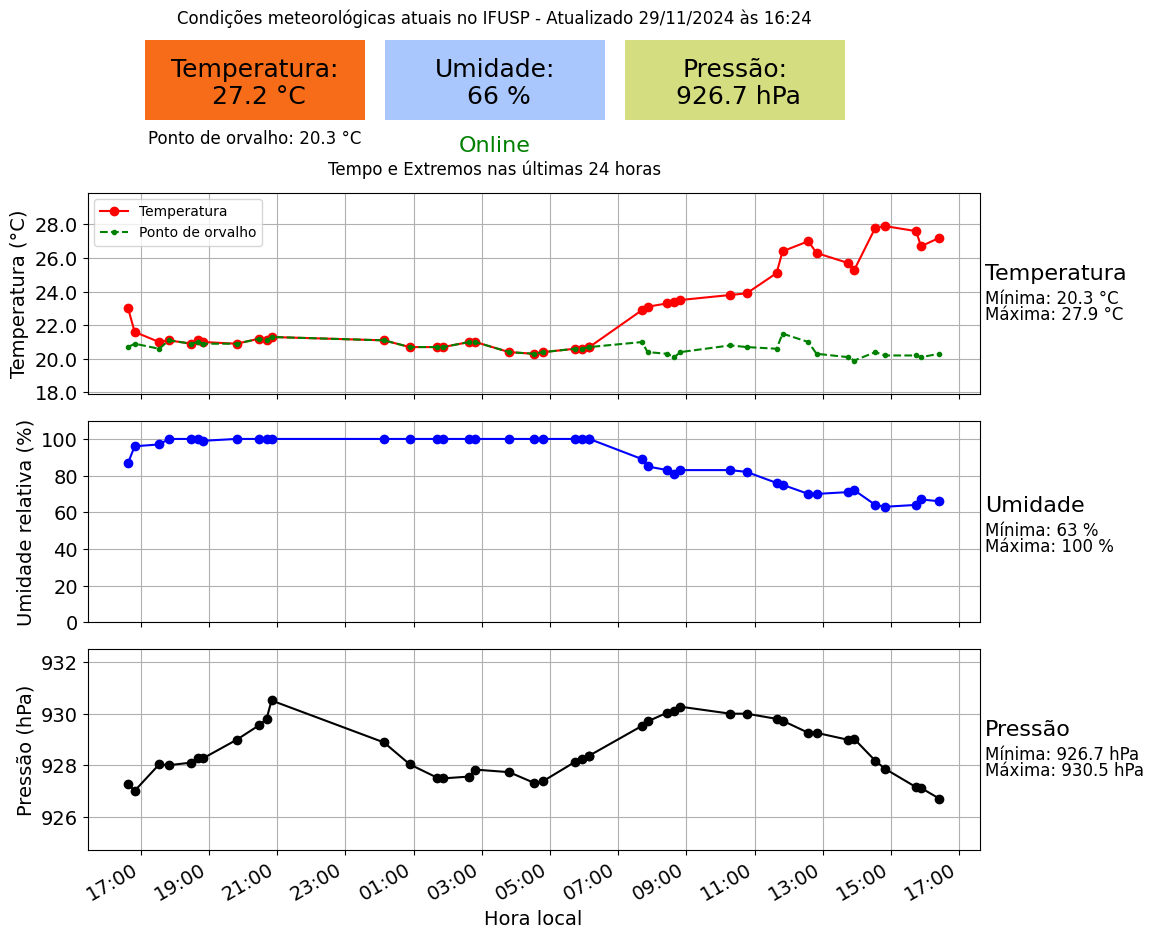 Condições meteorológicas atuais no IFUSP - Atualizado 29/11/2024 às 16:24
Temperatura:
27.2 °C
Umidade:
66 %
Pressão:
926.7 hPa
Ponto de orvalho: 20.3 °C
Online
Tempo e Extremos nas últimas 24 horas
Temperatura (°C)
28.0
26.0
24.0
22.0
20.0
18.0
Temperatura
Ponto de orvalho
Temperatura
Mínima: 20.3 °C
Máxima: 27.9 °C
Umidade relativa (%)
100
80
60
40
20
0
Umidade
Mínima: 63 %
Máxima: 100 %
Pressão (hPa)
932
930
928
926
Pressão
Mínima: 926.7 hPa
Máxima: 930.5 hPa
17:00 19:00 21:00 23:00 01:00 03:00 05:00 07:00 09:00 11:00 13:00 15:00 17:00
Hora local